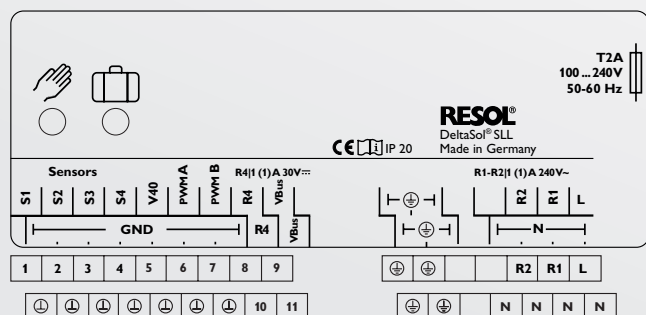 T2A
100 ... 240V
50-60 Hz
RESOL®
DeltaSol® SLL
CE i IP 20 Made in Germany
Sensors R4|1 (1) A 30V⎓ R1-R2|1 (1) A 240V~
S1 S2 S3 S4 V40 PWM A PWM B R4 VBus R2 R1 L
GND R4 VBus N
1 2 3 4 5 6 7 8 9 R2 R1 L
10 11 N N N N